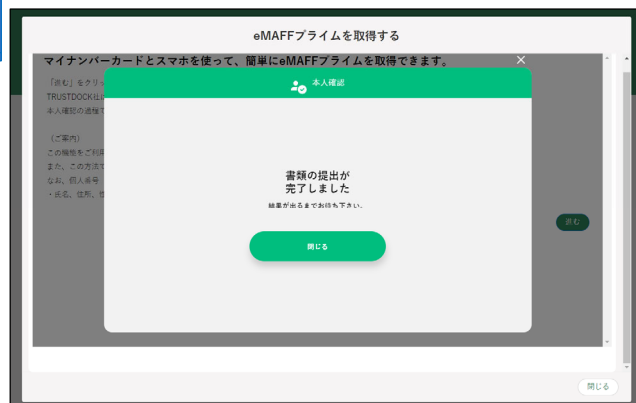 eMAFFプライムを取得する
マイナンバーカードとスマホを使って、簡単にeMAFFプライムを取得できます。
「進む」をクリッ
TRUSTDOCK社
本人確認の過程
本人確認
（ご案内）
この機能をご利用
また、この方法で
なお、個人番号
・氏名、住所、
書類の提出が
完了しました
結果が出るまでお待ち下さい。
進む
閉じる
閉じる